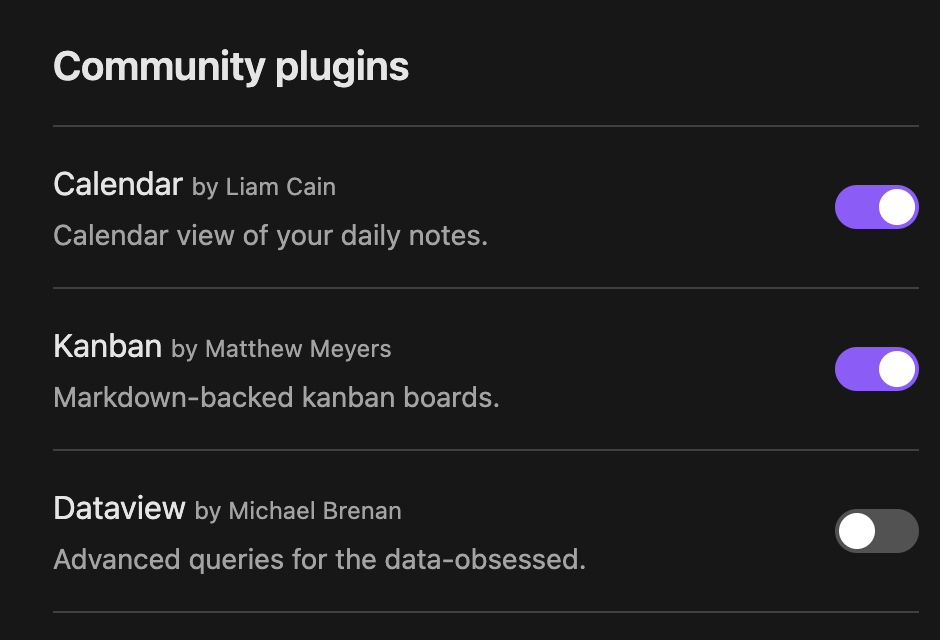 Community plugins
Calendar by Liam Cain
Calendar view of your daily notes.
Kanban by Matthew Meyers
Markdown-backed kanban boards.
Dataview by Michael Brenan
Advanced queries for the data-obsessed.